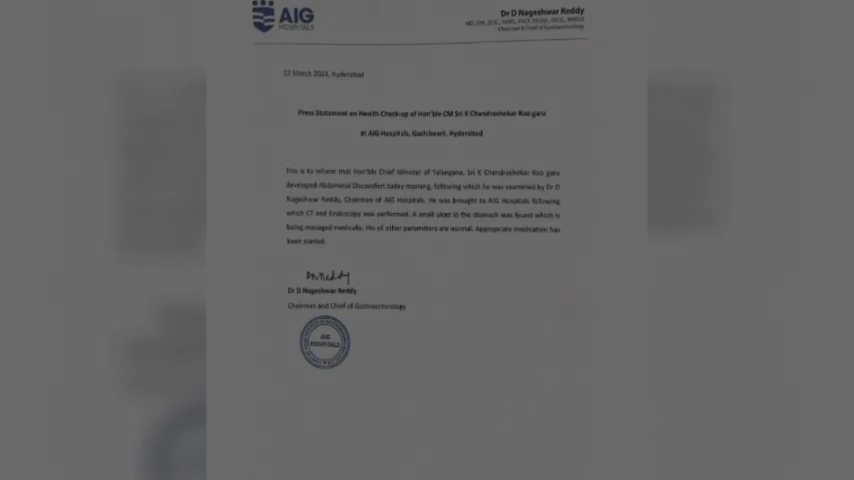 AIG
HOSPITALS
Dr D Nageshwar Reddy
Chairman & Chief of Gastroenterology
12 March 2023, Hyderabad
Press Statement on Health Check-up of Hon'ble CM Sri K Chandrashekar Rao garu
at AIG Hospitals, Gachibowli, Hyderabad
This is to inform that Hon'ble Chief Minister of Telangana, Sri K Chandrashekar Rao garu
developed Abdominal Discomfort today morning, following which he was examined by Dr D
Nageshwar Reddy, Chairman of AIG Hospitals. He was brought to AIG Hospitals following
which CT and Endoscopy was performed. A small ulcer in the stomach was found which is
being managed medically. His all other parameters are normal. Appropriate medication has
been started.
DNReddy
Dr D Nageshwar Reddy
Chairman and Chief of Gastroenterology
AIG
HOSPITALS